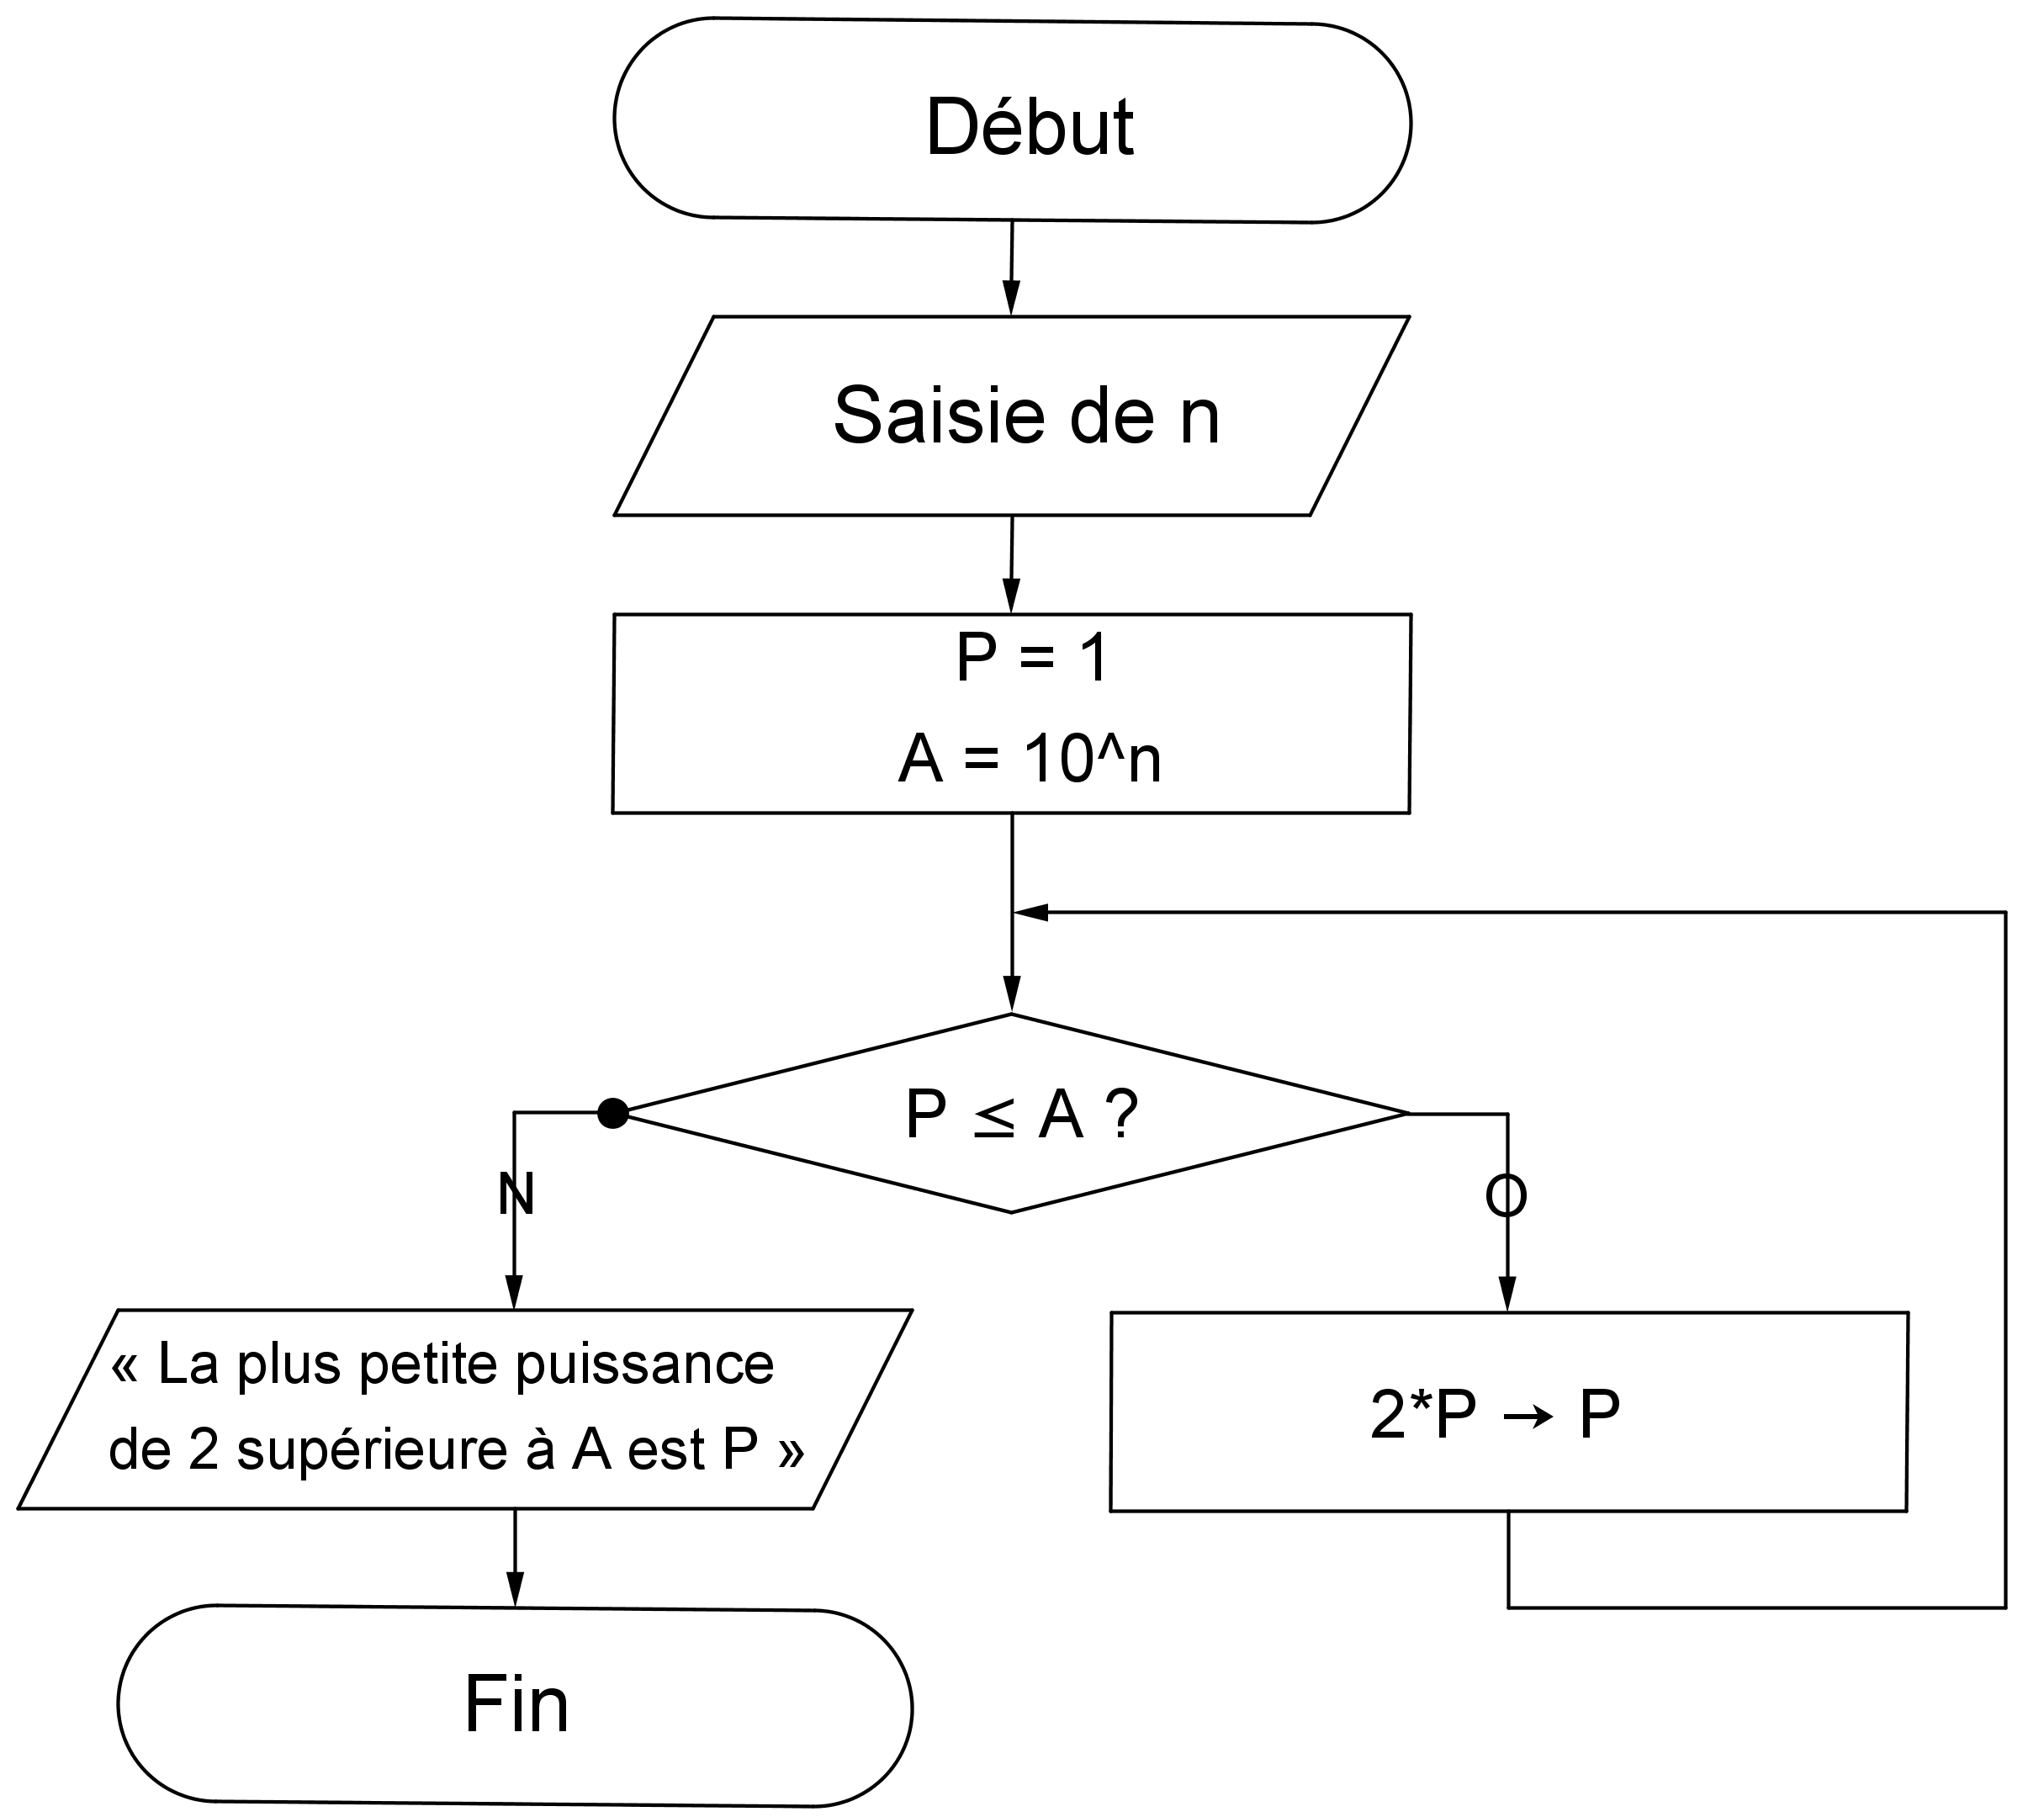 Début
Saisie de n
P = 1
A = 10^n
P ≤ A ?
N
O
« La plus petite puissance
de 2 supérieure à A est P »
2*P → P
Fin